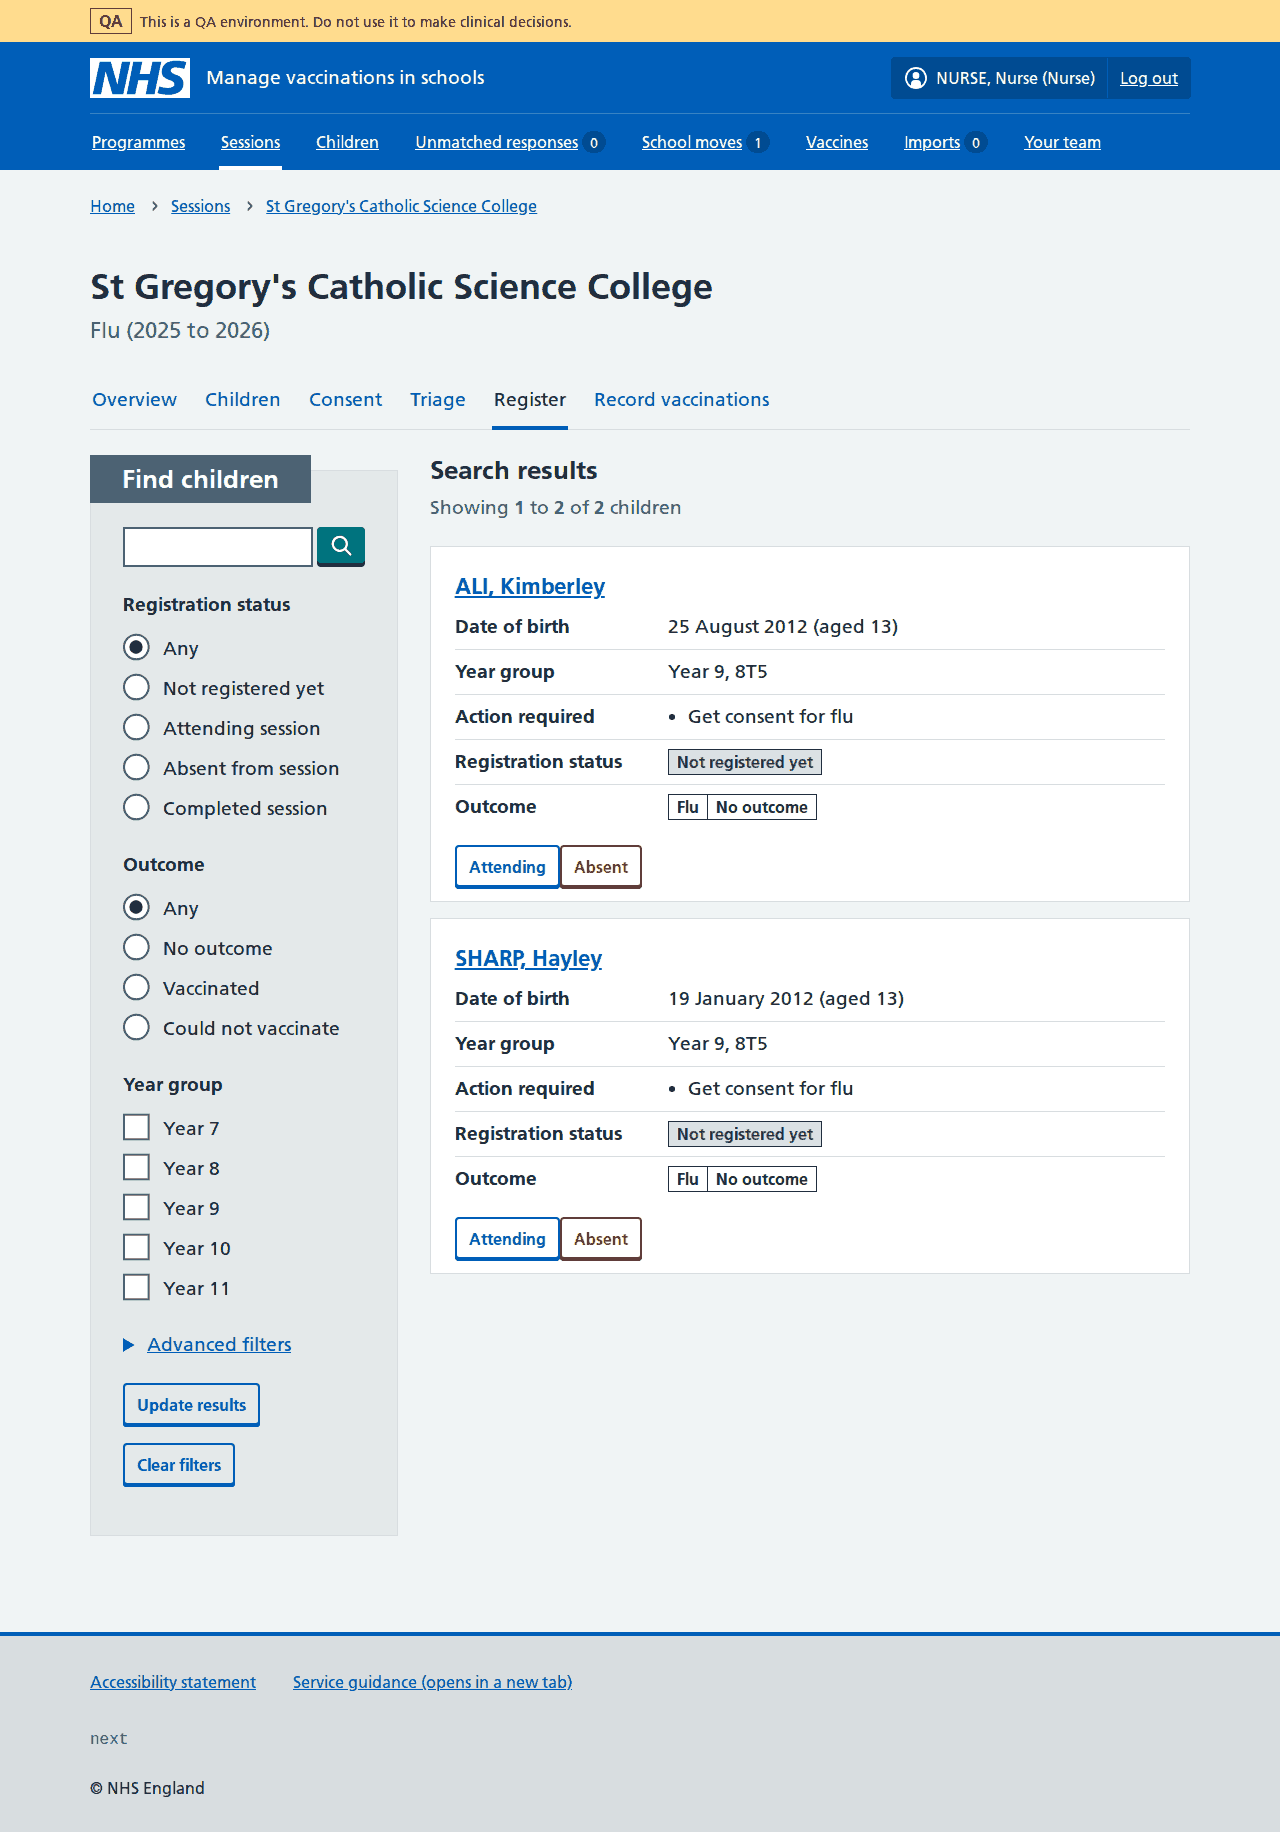 QA This is a QA environment. Do not use it to make clinical decisions.
NHS Manage vaccinations in schools NURSE, Nurse (Nurse) Log out
Programmes Sessions Children Unmatched responses 0 School moves 1 Vaccines Imports 0 Your team
Home › Sessions › St Gregory's Catholic Science College
St Gregory's Catholic Science College
Flu (2025 to 2026)
Overview Children Consent Triage Register Record vaccinations
Find children
Registration status
Any
Not registered yet
Attending session
Absent from session
Completed session
Outcome
Any
No outcome
Vaccinated
Could not vaccinate
Year group
Year 7
Year 8
Year 9
Year 10
Year 11
Advanced filters
Update results
Clear filters
Search results
Showing 1 to 2 of 2 children
ALI, Kimberley
Date of birth 25 August 2012 (aged 13)
Year group Year 9, 8T5
Action required • Get consent for flu
Registration status Not registered yet
Outcome Flu No outcome
Attending Absent
SHARP, Hayley
Date of birth 19 January 2012 (aged 13)
Year group Year 9, 8T5
Action required • Get consent for flu
Registration status Not registered yet
Outcome Flu No outcome
Attending Absent
Accessibility statement Service guidance (opens in a new tab)
next
© NHS England